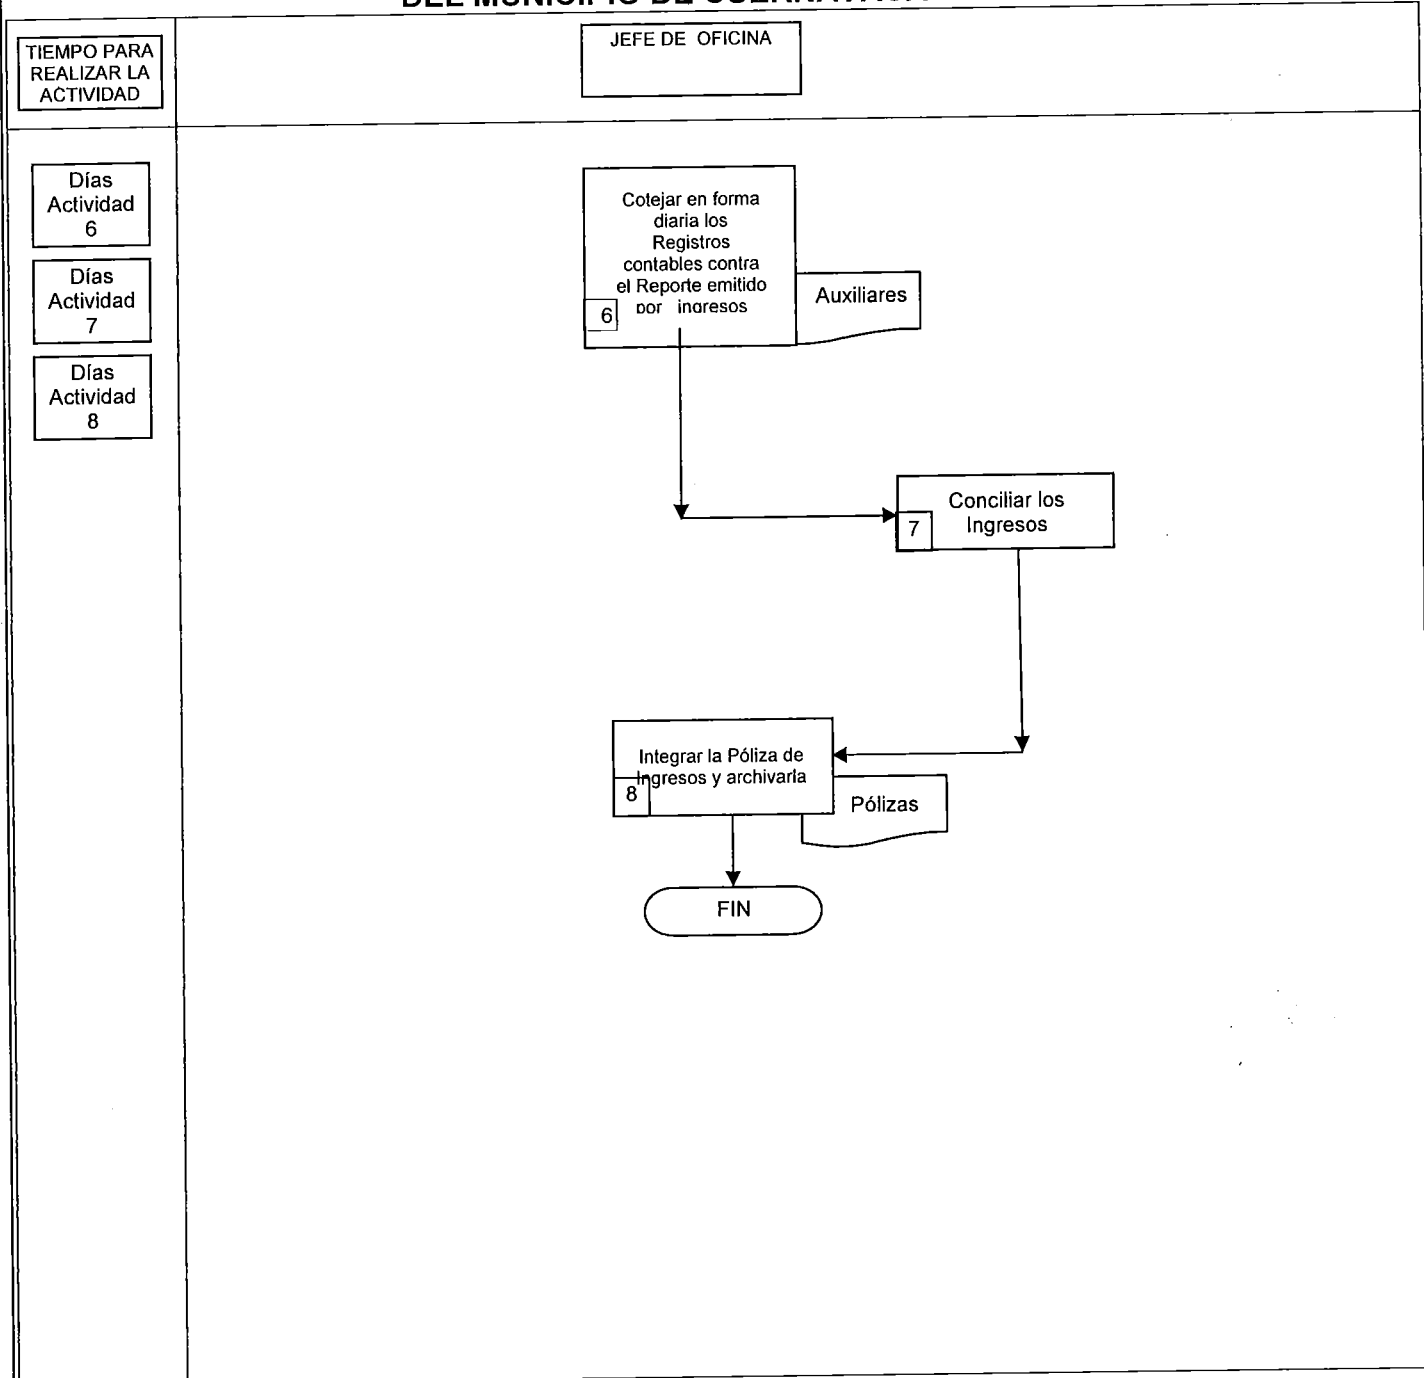 TIEMPO PARA
REALIZAR LA
ACTIVIDAD
JEFE DE OFICINA
Días
Actividad
6
Días
Actividad
7
Días
Actividad
8
Cotejar en forma
diaria los
Registros
contables contra
el Reporte emitido
por ingresos
6
Auxiliares
Conciliar los
Ingresos
7
Integrar la Póliza de
Ingresos y archivarla
8
Pólizas
FIN